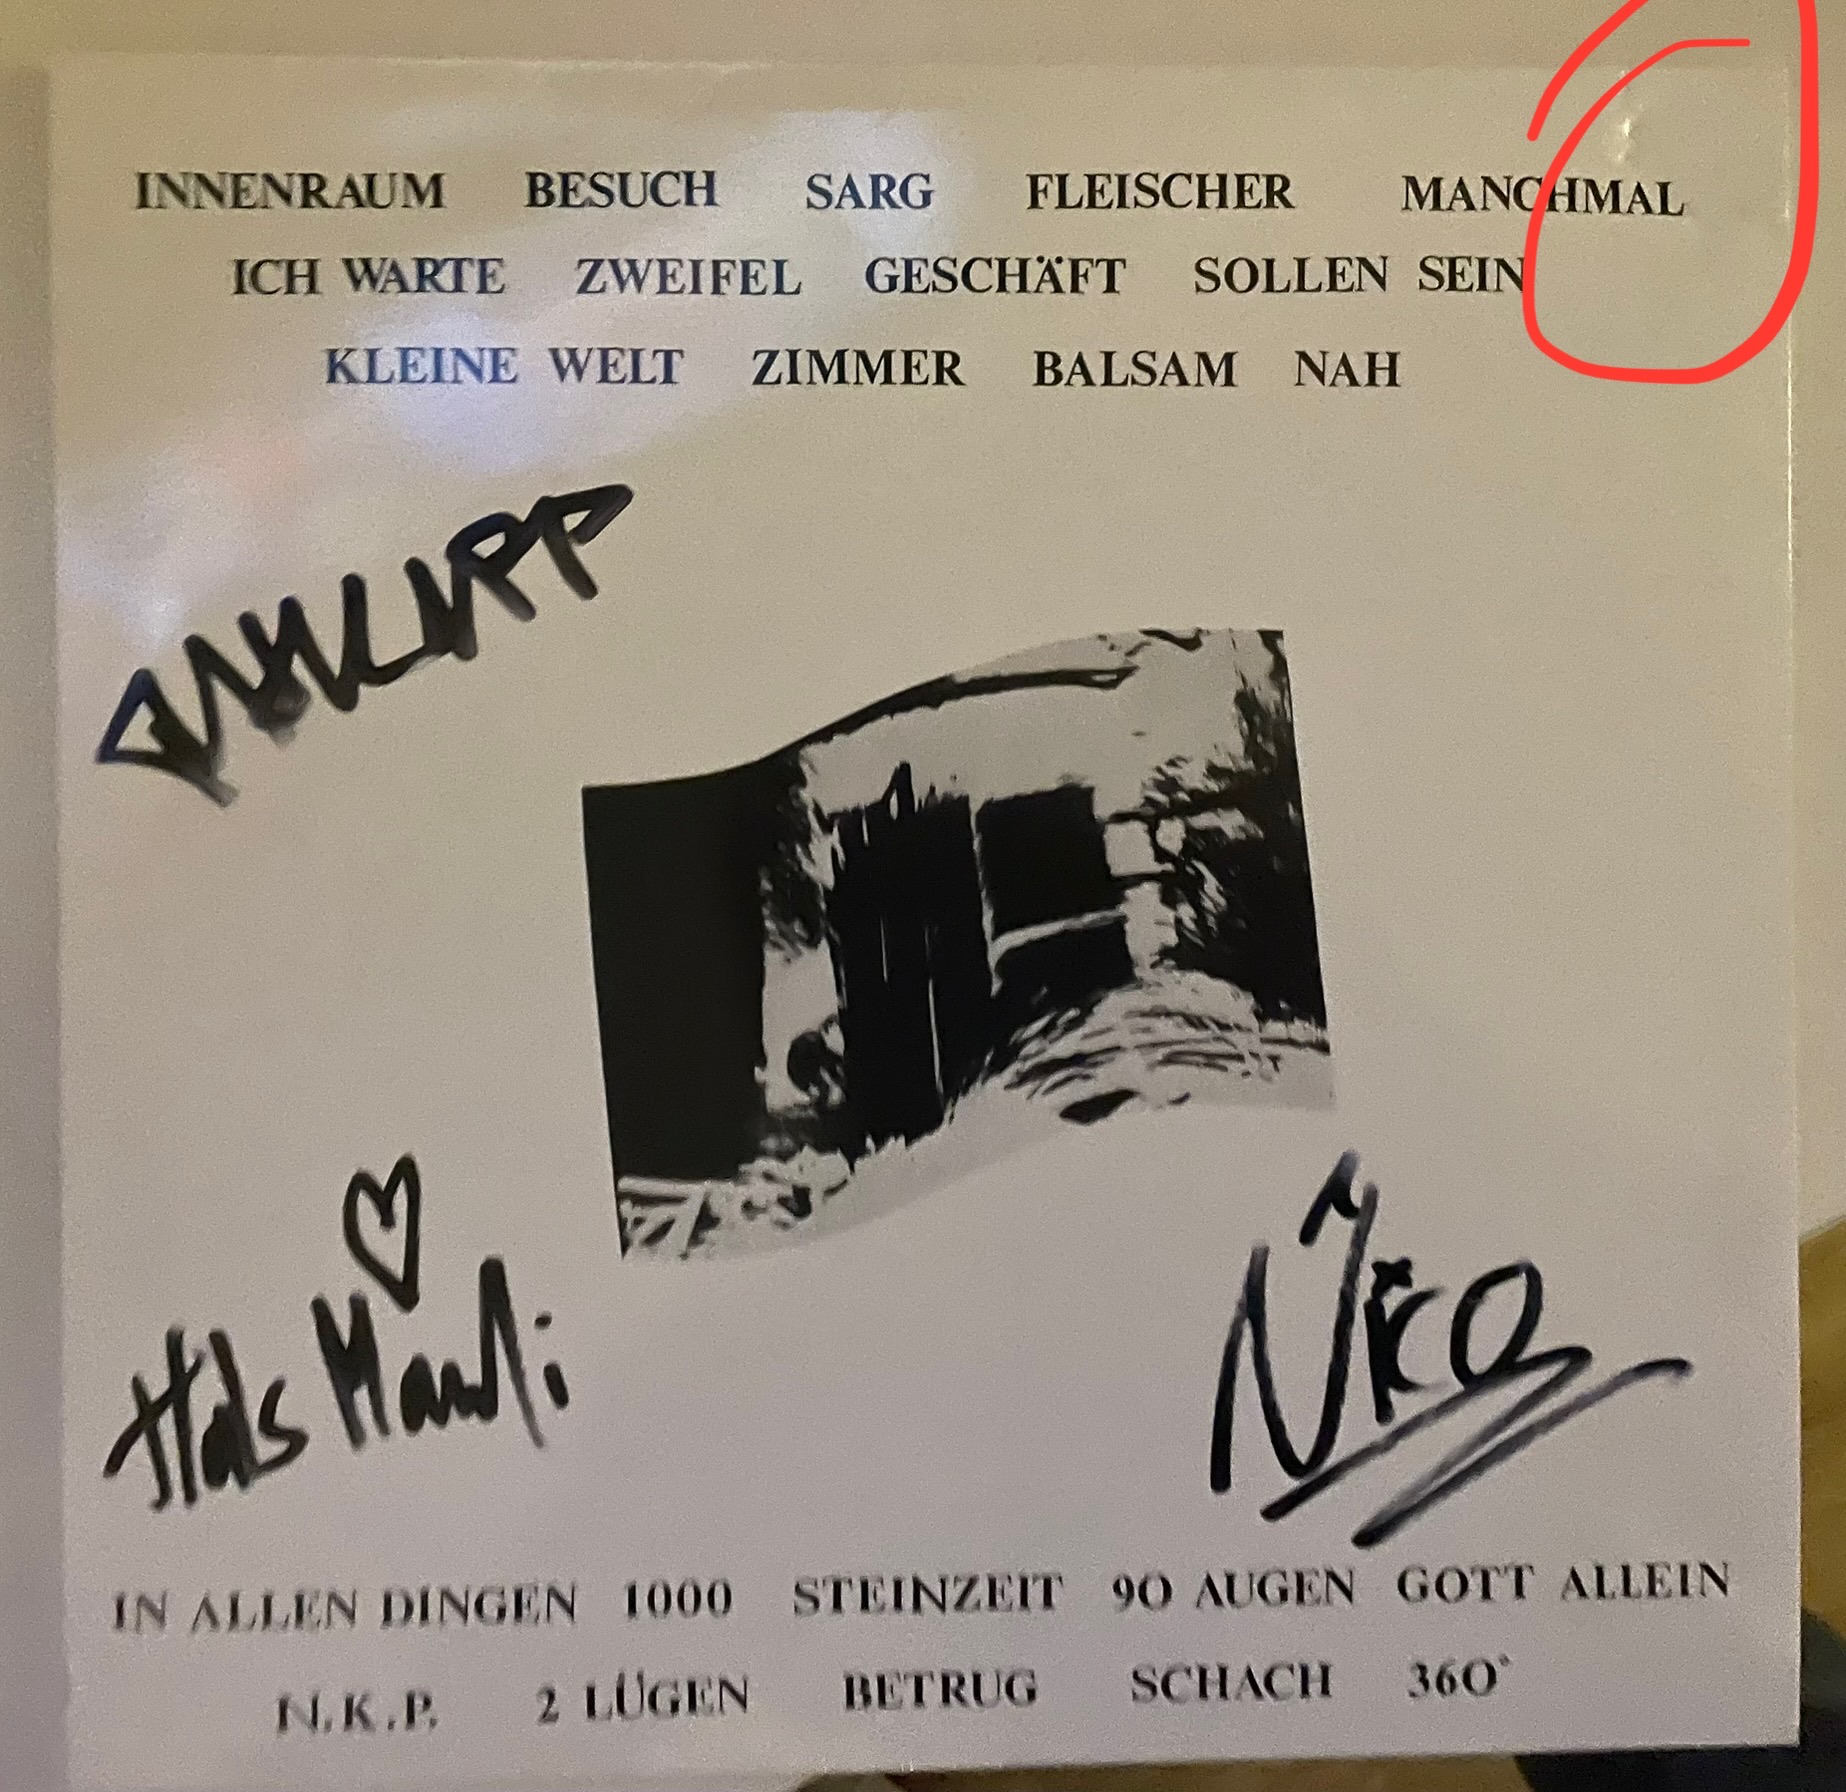 INNENRAUM BESUCH SARG FLEISCHER MANCHMAL
ICH WARTE ZWEIFEL GESCHÄFT SOLLEN SEIN
KLEINE WELT ZIMMER BALSAM NAH
Nico
IN ALLEN DINGEN 1000 STEINZEIT 90 AUGEN GOTT ALLEIN
N.K.P. 2 LÜGEN BETRUG SCHACH 360°